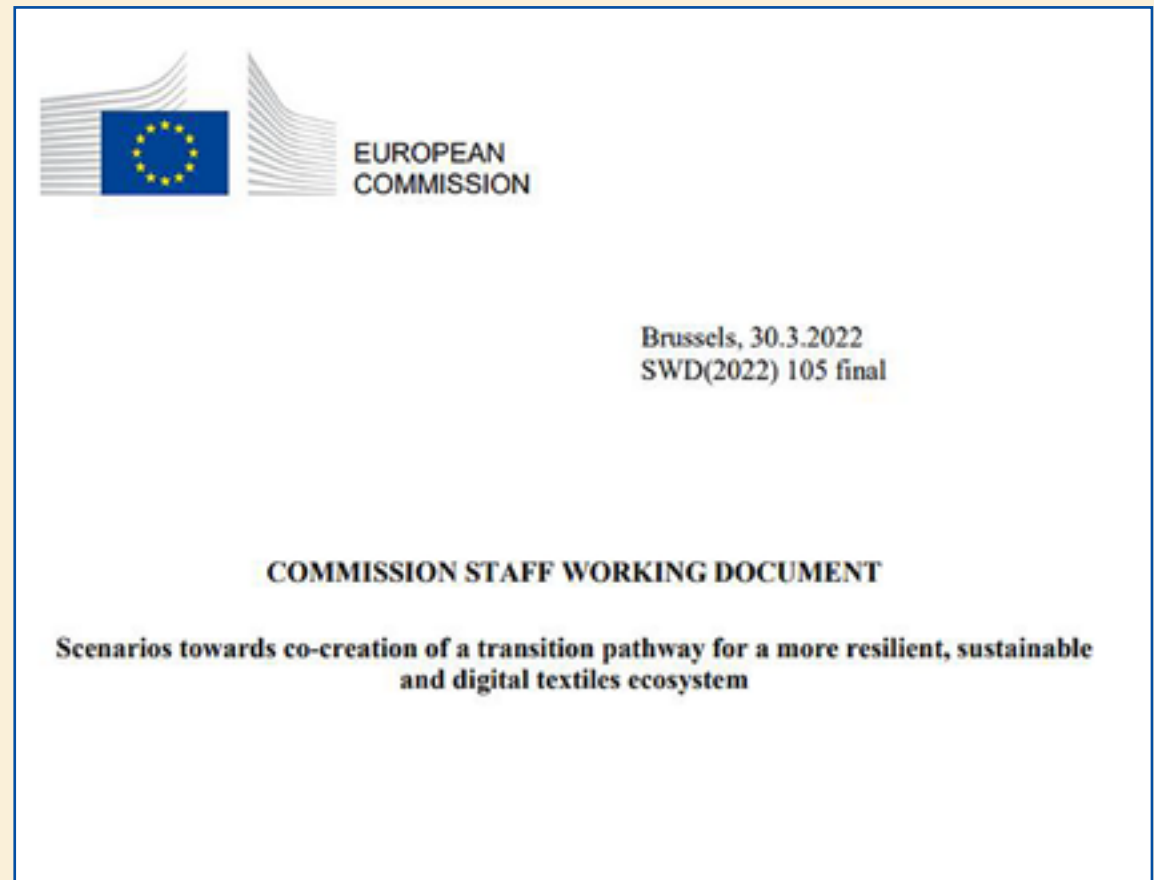 EUROPEAN
COMMISSION
Brussels, 30.3.2022
SWD(2022) 105 final
COMMISSION STAFF WORKING DOCUMENT
Scenarios towards co-creation of a transition pathway for a more resilient, sustainable
and digital textiles ecosystem